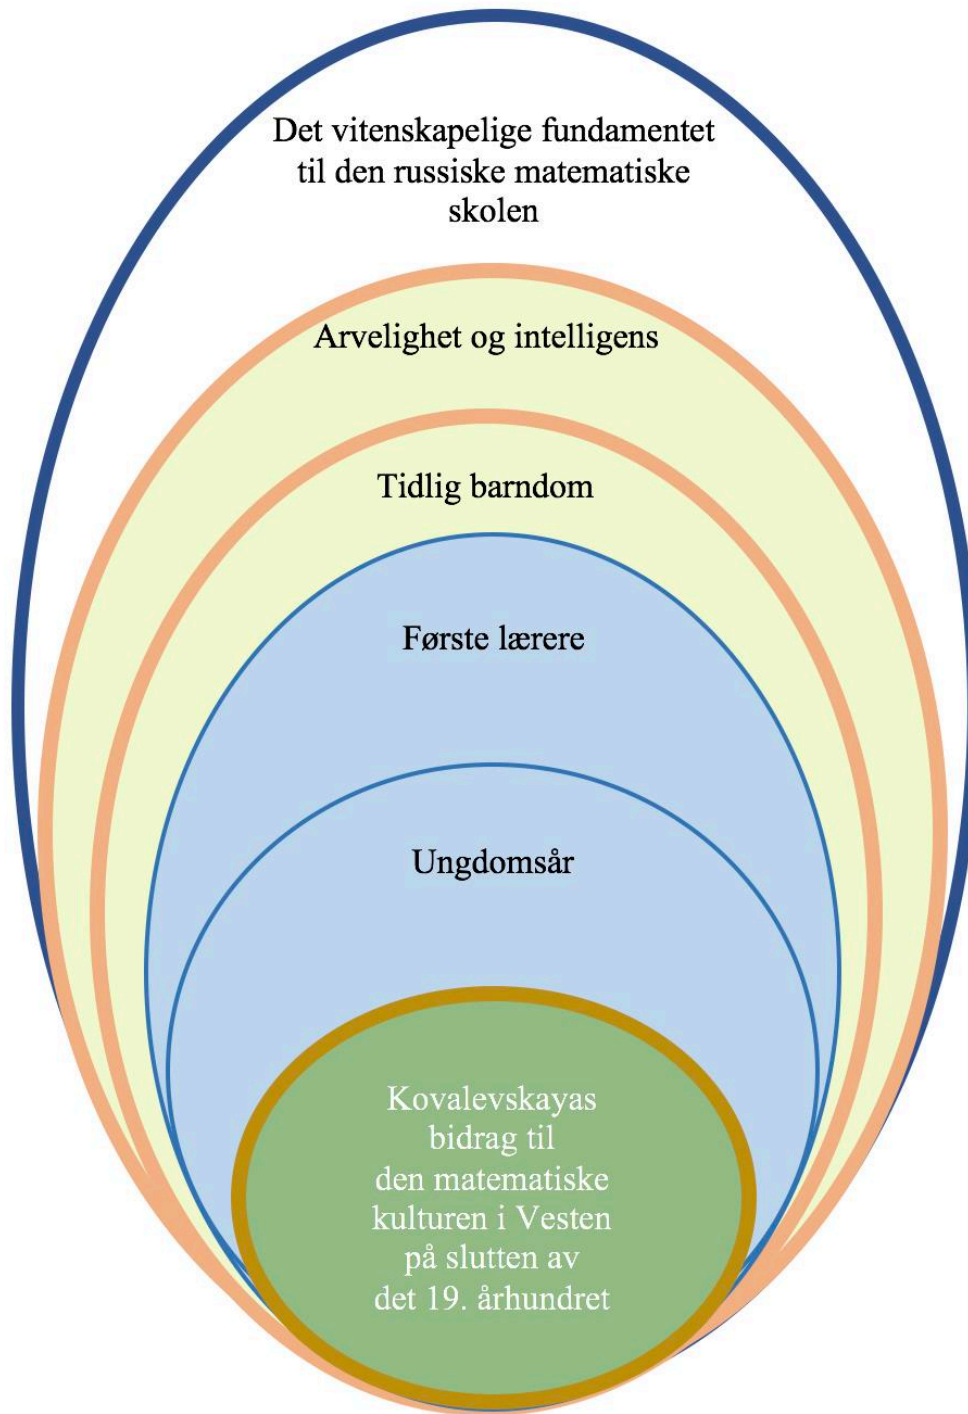 Det vitenskapelige fundamentet
til den russiske matematiske
skolen
Arvelighet og intelligens
Tidlig barndom
Første lærere
Ungdomsår
Kovalevskayas
bidrag til
den matematiske
kulturen i Vesten
på slutten av
det 19. århundret